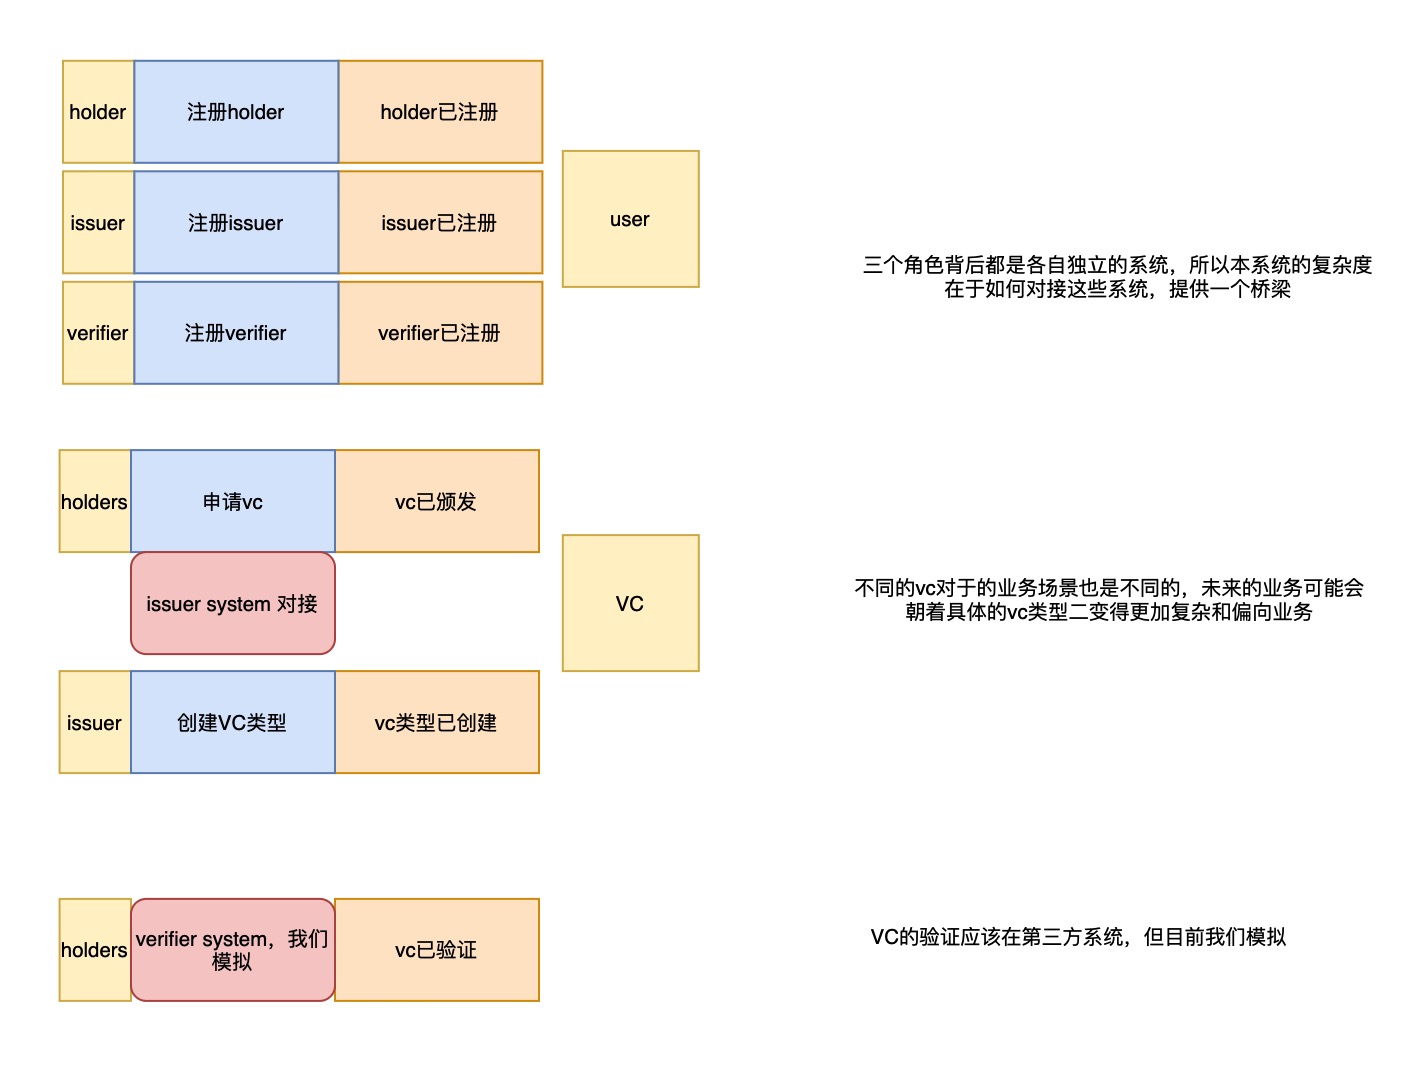 holder
注册holder
holder已注册
issuer
注册issuer
issuer已注册
user
verifier
注册verifier
verifier已注册
三个角色背后都是各自独立的系统，所以本系统的复杂度
在于如何对接这些系统，提供一个桥梁
holders
申请vc
vc已颁发
issuer system 对接
VC
不同的vc对于的业务场景也是不同的，未来的业务可能会
朝着具体的vc类型二变得更加复杂和偏向业务
issuer
创建VC类型
vc类型已创建
holders
verifier system，我们
模拟
vc已验证
VC的验证应该在第三方系统，但目前我们模拟